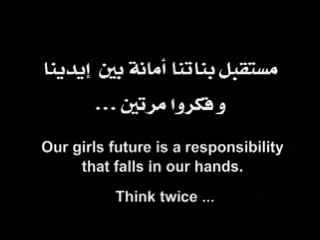 مستقبل بناتنا أمانة بين إيدينا
و فكروا مرتين ...
Our girls future is a responsibility
that falls in our hands.
Think twice ...